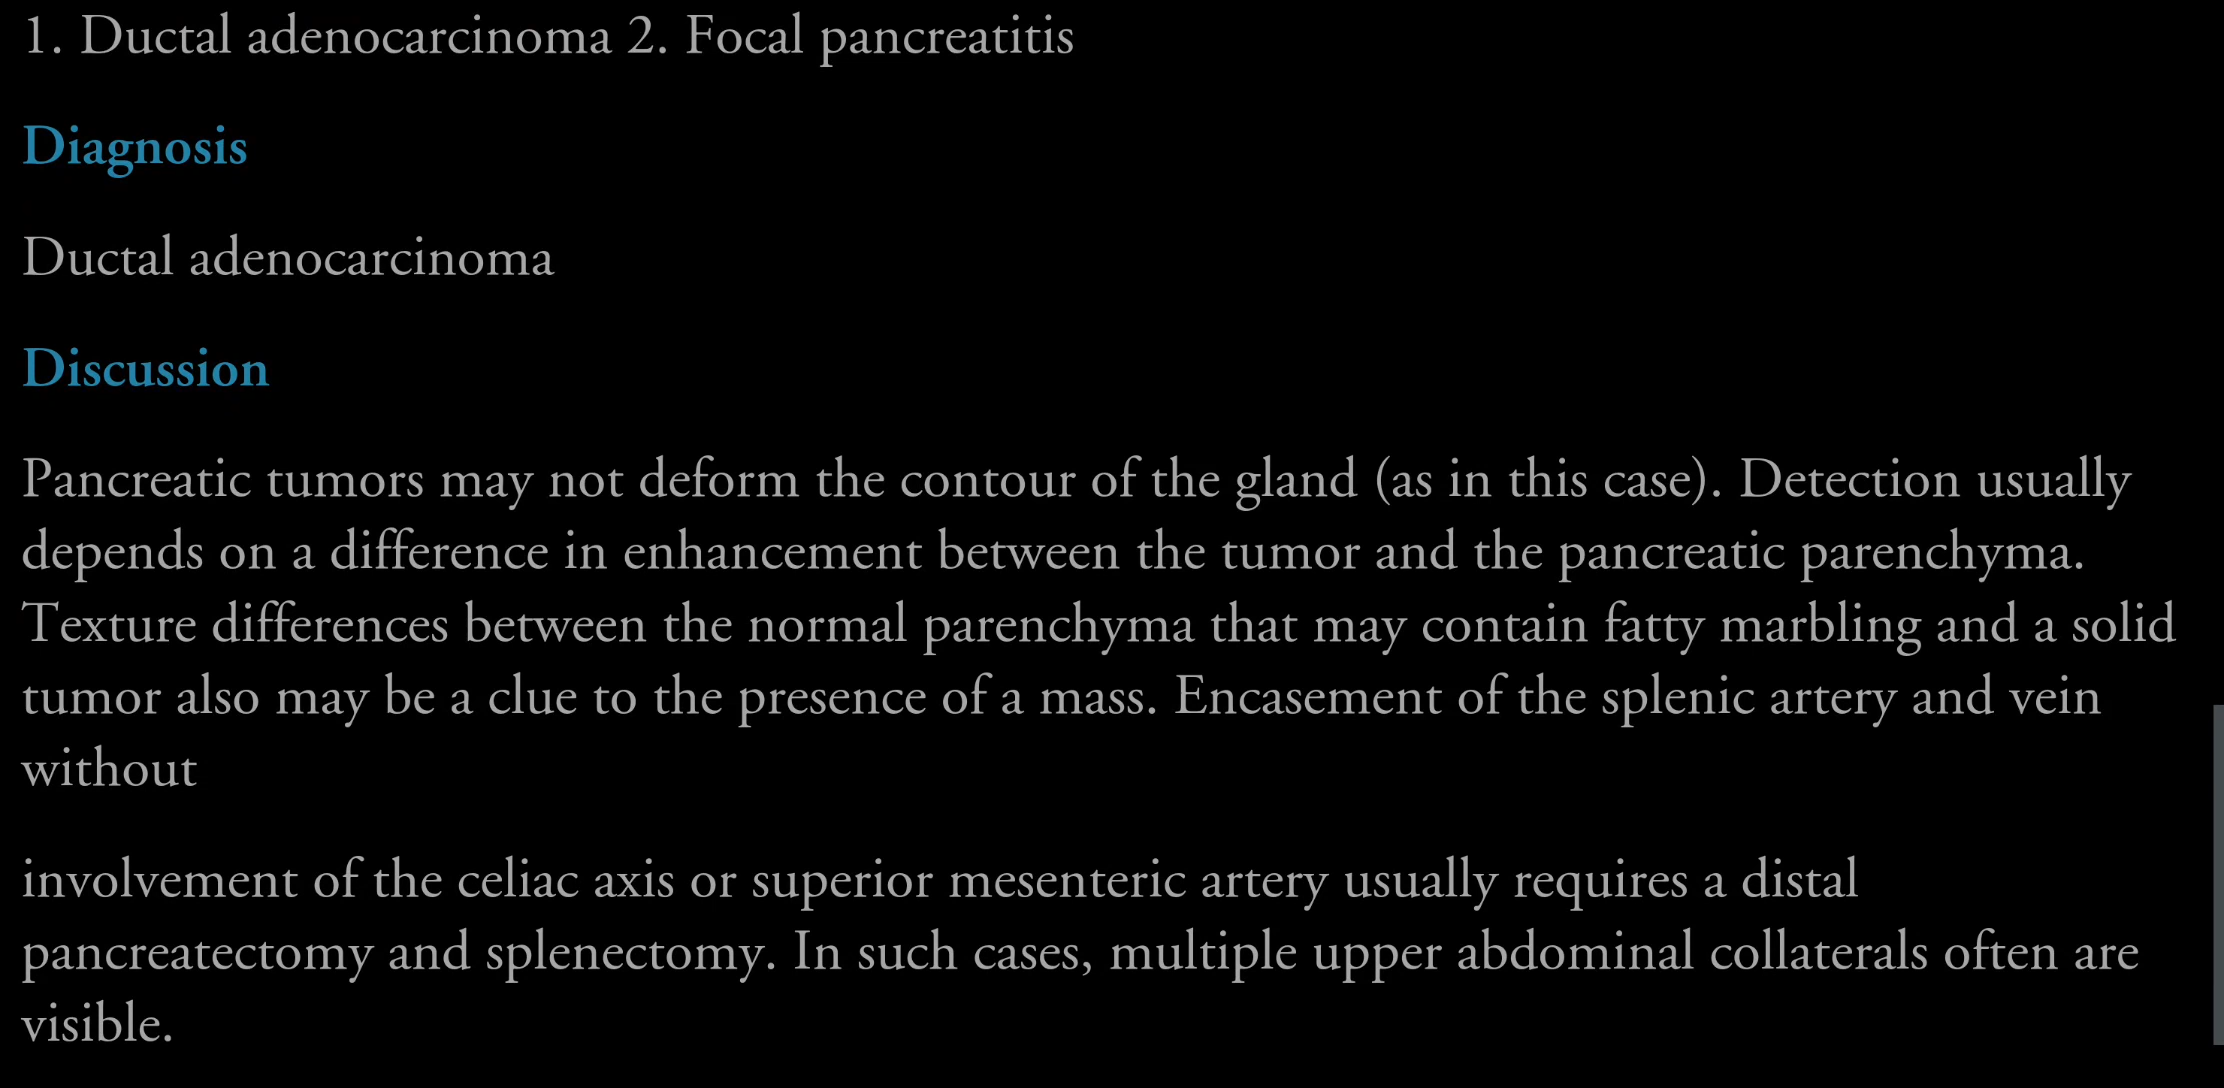 1. Ductal adenocarcinoma 2. Focal pancreatitis
Diagnosis
Ductal adenocarcinoma
Discussion
Pancreatic tumors may not deform the contour of the gland (as in this case). Detection usually
depends on a difference in enhancement between the tumor and the pancreatic parenchyma.
Texture differences between the normal parenchyma that may contain fatty marbling and a solid
tumor also may be a clue to the presence of a mass. Encasement of the splenic artery and vein
without
involvement of the celiac axis or superior mesenteric artery usually requires a distal
pancreatectomy and splenectomy. In such cases, multiple upper abdominal collaterals often are
visible.